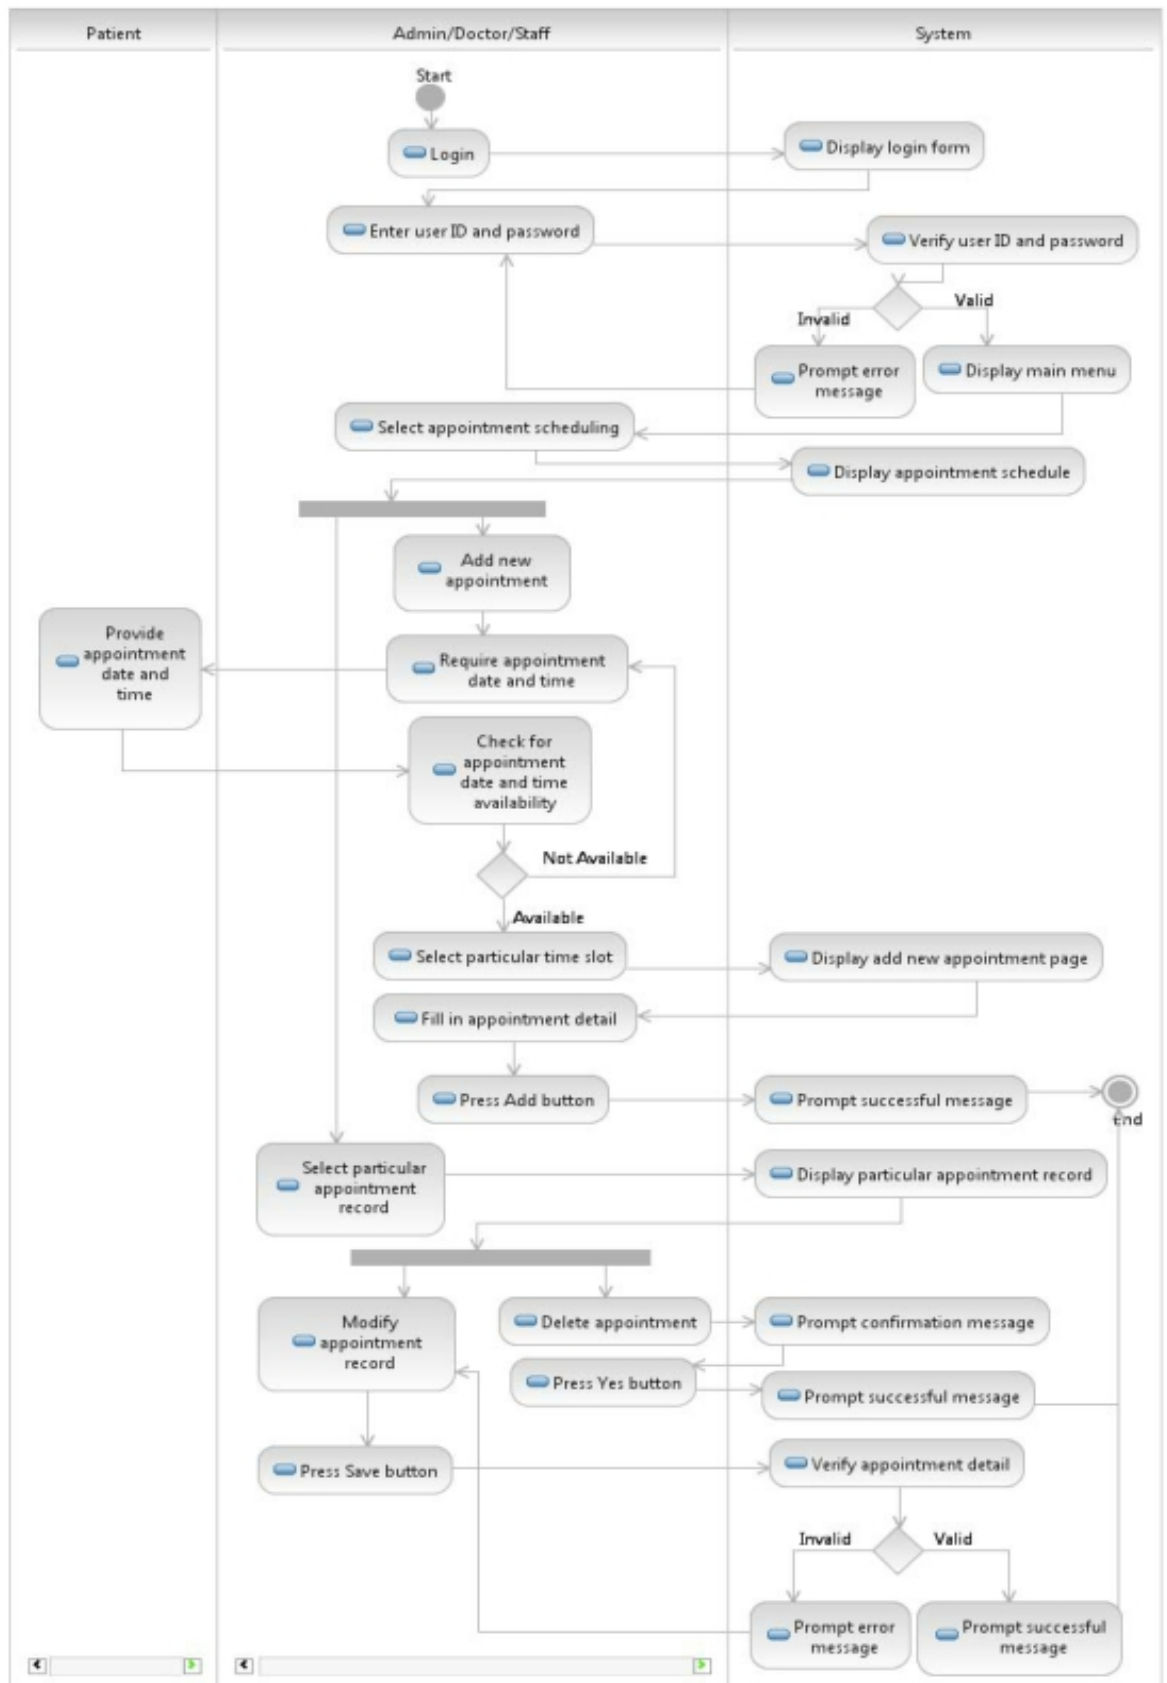 Patient
Admin/Doctor/Staff
System
Start
Login
Display login form
Enter user ID and password
Verify user ID and password
Invalid
Valid
Prompt error
message
Display main menu
Select appointment scheduling
Display appointment schedule
Add new
appointment
Provide
appointment
date and
time
Require appointment
date and time
Check for
appointment
date and time
availability
Not Available
Available
Select particular time slot
Display add new appointment page
Fill in appointment detail
Press Add button
Prompt successful message
End
Select particular
appointment
record
Display particular appointment record
Modify
appointment
record
Delete appointment
Prompt confirmation message
Press Yes button
Prompt successful message
Press Save button
Verify appointment detail
Invalid
Valid
Prompt error
message
Prompt successful
message